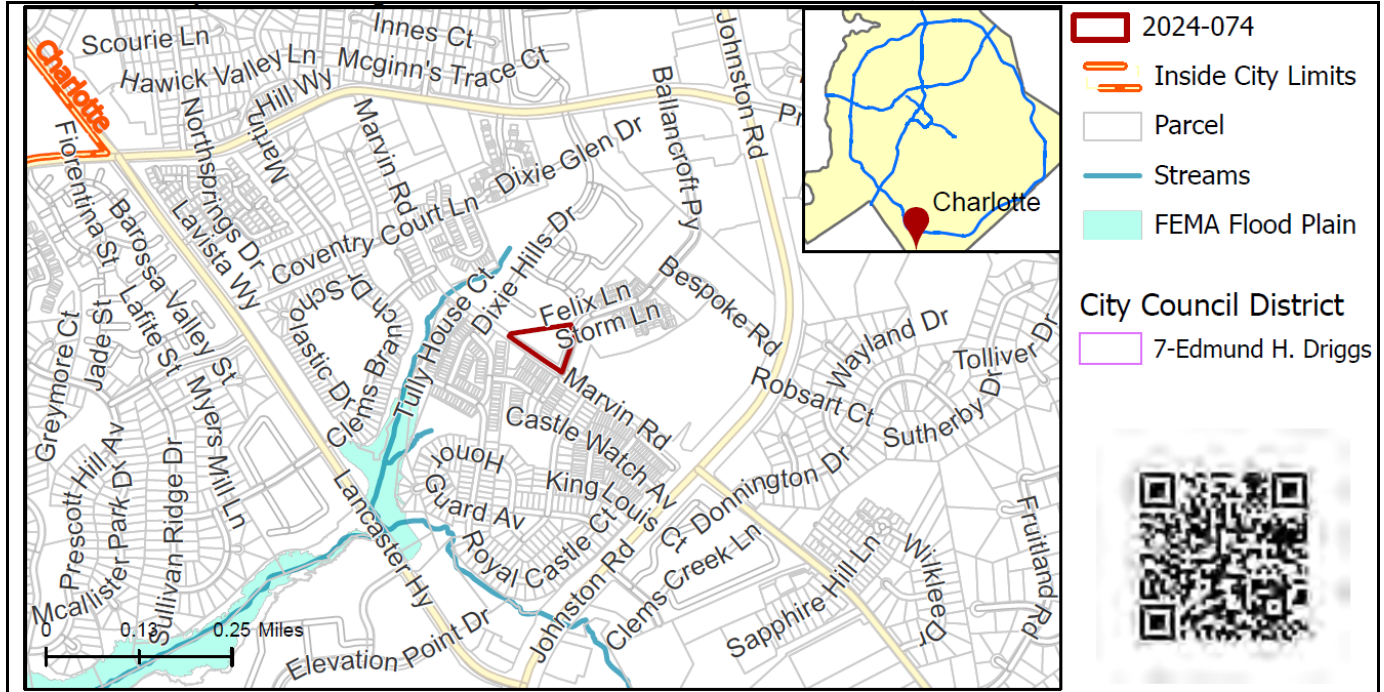 Scourie Ln
Innes Ct
Hawick Valley Ln
Mcginn's Trace Ct
Hill Wy
Martin
Charlotte
Fiorentina St
Northsprings Dr
Marvin Rd
Ballancroft Py
Johnston Rd
Pr
Dixie Glen Dr
Barossa Valley St
Lavista Wy
Coventry Court Ln
Dixie Hills Dr
Lafite St
Jade St
Greymore Ct
Scholastic Dr
Clems Branch Dr
Tully House Ct
Felix Ln
Storm Ln
Bespoke Rd
Wayland Dr
Tolliver Dr
Robsart Ct
Sutherby Dr
Myers Mill Ln
Marvin Rd
Castle Watch Av
Honor
Guard Av
King Louis Ct
Donnington Dr
Prescott Hill Av
Mcallister Park Dr
Sullivan Ridge Dr
Lancaster Hy
Royal Castle Ct
Johnston Rd
Clems Creek Ln
Sapphire Hill Ln
Wilklee Dr
Fruitland Rd
Elevation Point Dr
0 0.13 0.25 Miles
Charlotte
2024-074
Inside City Limits
Parcel
Streams
FEMA Flood Plain
City Council District
7-Edmund H. Driggs